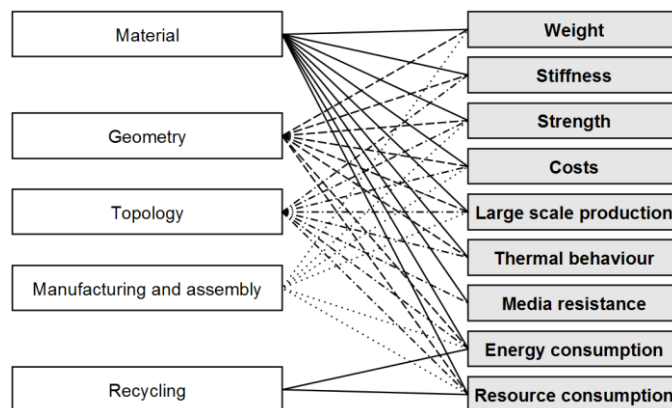 Material
Geometry
Topology
Manufacturing and assembly
Recycling
Weight
Stiffness
Strength
Costs
Large scale production
Thermal behaviour
Media resistance
Energy consumption
Resource consumption